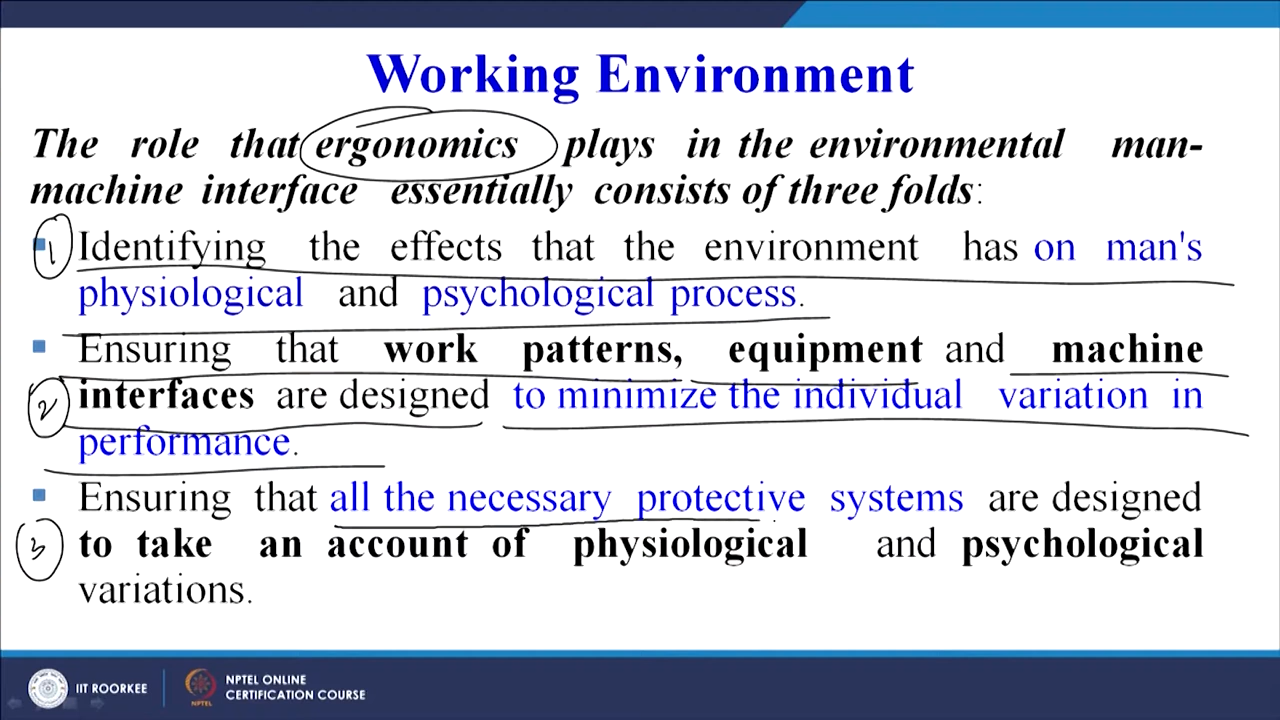 Working Environment
The role that ergonomics plays in the environmental man-
machine interface essentially consists of three folds:
1 Identifying the effects that the environment has on man's
physiological and psychological process.
Ensuring that work patterns, equipment and machine
2 interfaces are designed to minimize the individual variation in
performance.
Ensuring that all the necessary protective systems are designed
3 to take an account of physiological and psychological
variations.
IIT ROORKEE
NPTEL ONLINE
CERTIFICATION COURSE
NPTEL